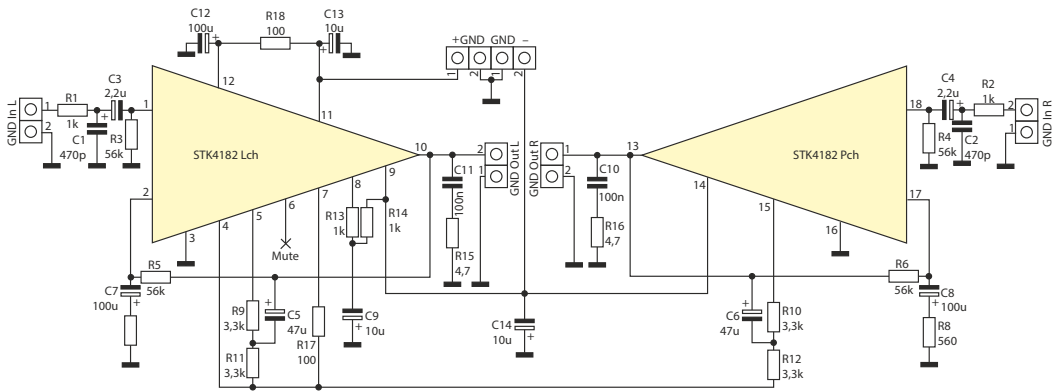 C12
100u
R18
100
C13
10u
+
+
+GND GND –
1
2
1
2
12
11
GND In L
1
2
R1
1k
C3
2,2u
+
C1
470p
R3
56k
1
STK4182 Lch
10
2
3
4
5
6
7
8
9
Mute
R13
1k
R14
1k
C11
100n
R15
4,7
2
1
GND Out L
GND Out R
1
2
C10
100n
R16
4,7
13
STK4182 Pch
18
17
14
15
16
C4
2,2u
+
R2
1k
R4
56k
C2
470p
2
1
GND In R
R5
56k
C7
100u
+
R9
3,3k
+
C5
47u
R11
3,3k
R17
100
C9
10u
+
C14
10u
+
C6
47u
+
R10
3,3k
R12
3,3k
R6
56k
C8
100u
+
R8
560